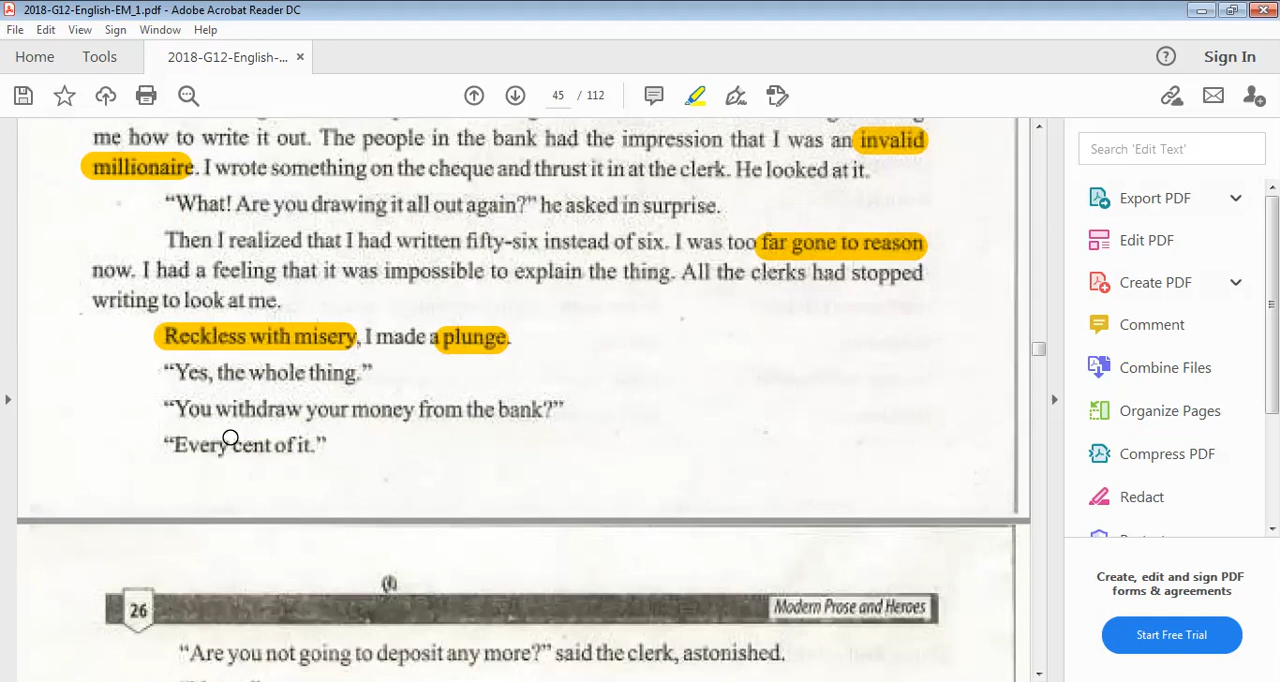 2018-G12-English-EM_1.pdf - Adobe Acrobat Reader DC
File Edit View Sign Window Help
Home Tools 2018-G12-English-... × Sign In
45 / 112
me how to write it out. The people in the bank had the impression that I was an invalid
millionaire. I wrote something on the cheque and thrust it in at the clerk. He looked at it.
“What! Are you drawing it all out again?” he asked in surprise.
Then I realized that I had written fifty-six instead of six. I was too far gone to reason
now. I had a feeling that it was impossible to explain the thing. All the clerks had stopped
writing to look at me.
Reckless with misery, I made a plunge.
“Yes, the whole thing.”
“You withdraw your money from the bank?”
“Every cent of it.”
26 Modern Prose and Heroes
“Are you not going to deposit any more?” said the clerk, astonished.
Search 'Edit Text'
Export PDF
Edit PDF
Create PDF
Comment
Combine Files
Organize Pages
Compress PDF
Redact
Create, edit and sign PDF
forms & agreements
Start Free Trial